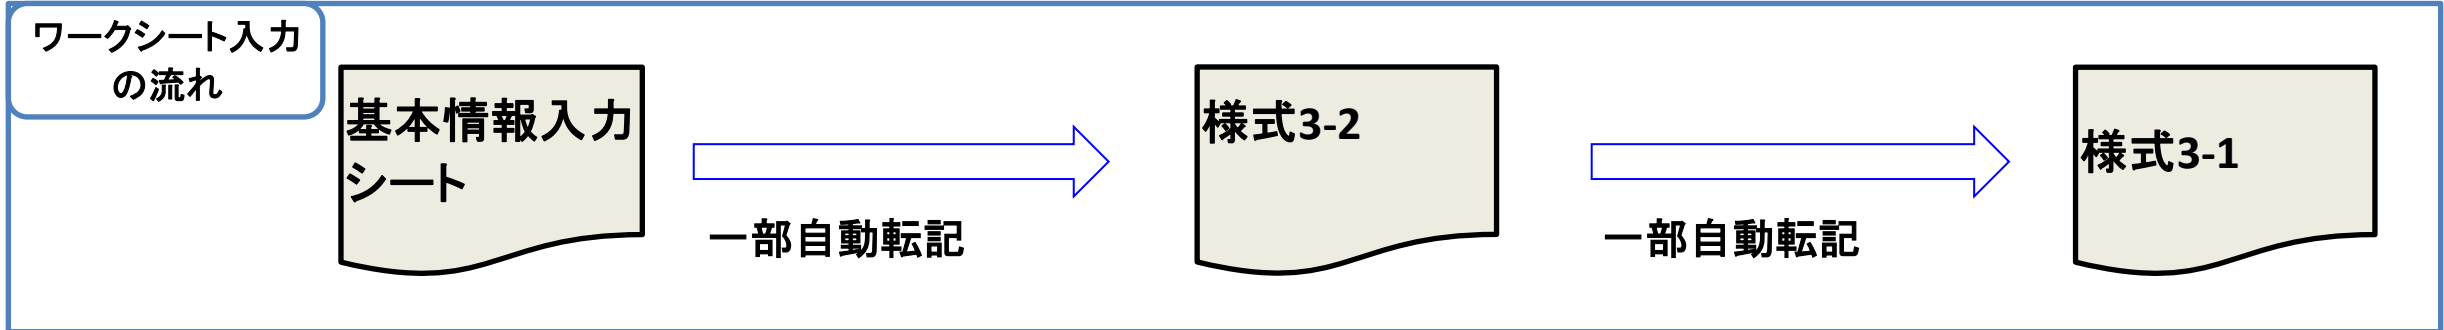 ワークシート入力
の流れ
基本情報入力
シート
一部自動転記
様式3-2
一部自動転記
様式3-1